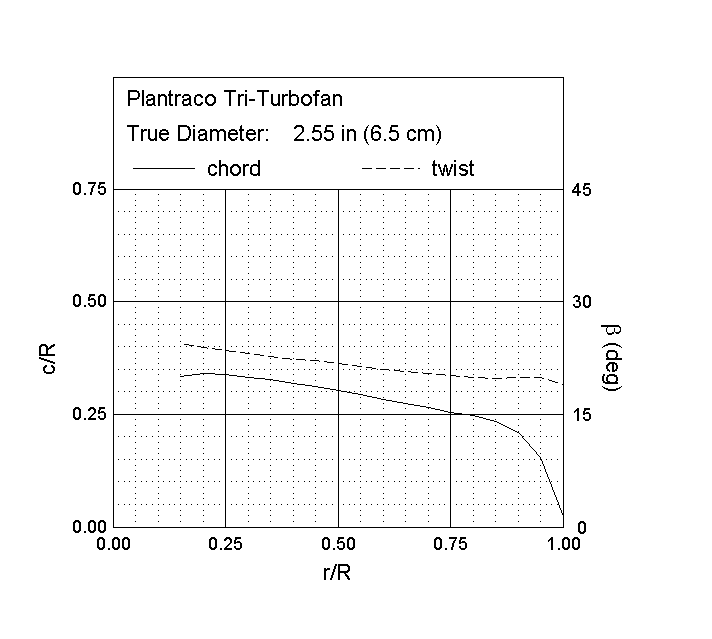 Plantraco Tri-Turbofan
True Diameter: 2.55 in (6.5 cm)
chord twist
0.75 45
0.50 30
c/R β (deg)
0.25 15
0.00 0
0.00 0.25 0.50 0.75 1.00
r/R